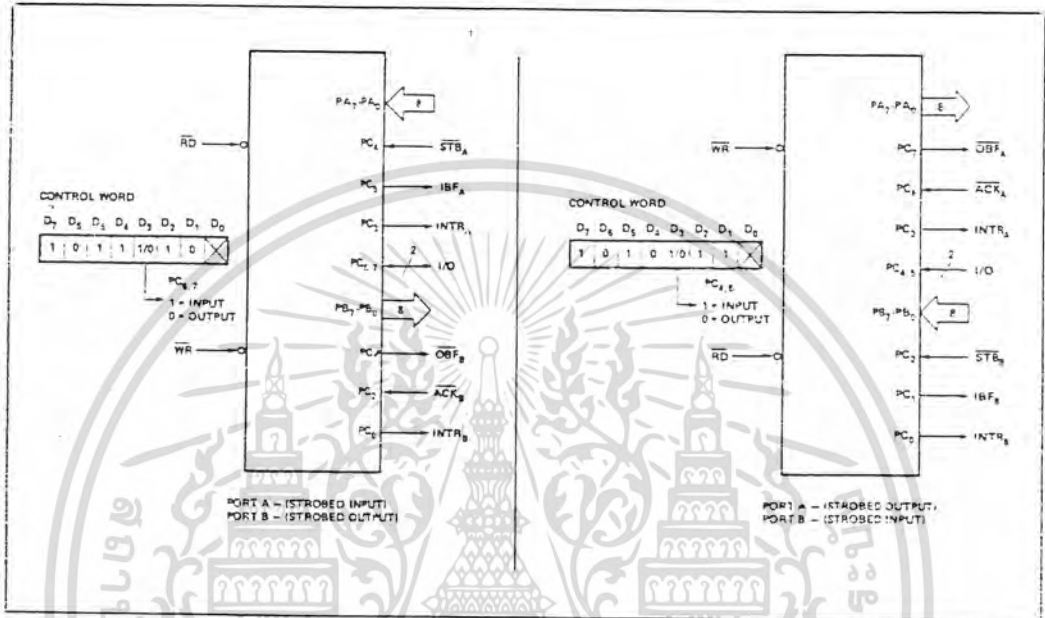 PA7-PA0
8
RD
PC4
STBA
PC5
IBFA
CONTROL WORD
PC3
INTRA
D7 D6 D5 D4 D3 D2 D1 D0
1 0 1 1 1/0 1 0 X
PC6,7
2
I/O
PC6,7
1 = INPUT
0 = OUTPUT
PB7-PB0
8
WR
PC1
OBFB
PC2
ACKB
PC0
INTRB
PORT A – (STROBED INPUT)
PORT B – (STROBED OUTPUT)
PA7-PA0
8
WR
PC7
OBFA
PC6
ACKA
CONTROL WORD
PC3
INTRA
D7 D6 D5 D4 D3 D2 D1 D0
1 0 1 0 1/0 1 1 X
PC4,5
2
I/O
PC4,5
1 = INPUT
0 = OUTPUT
PB7-PB0
8
RD
PC2
STBB
PC1
IBFB
PC0
INTRB
PORT A – (STROBED OUTPUT)
PORT B – (STROBED INPUT)